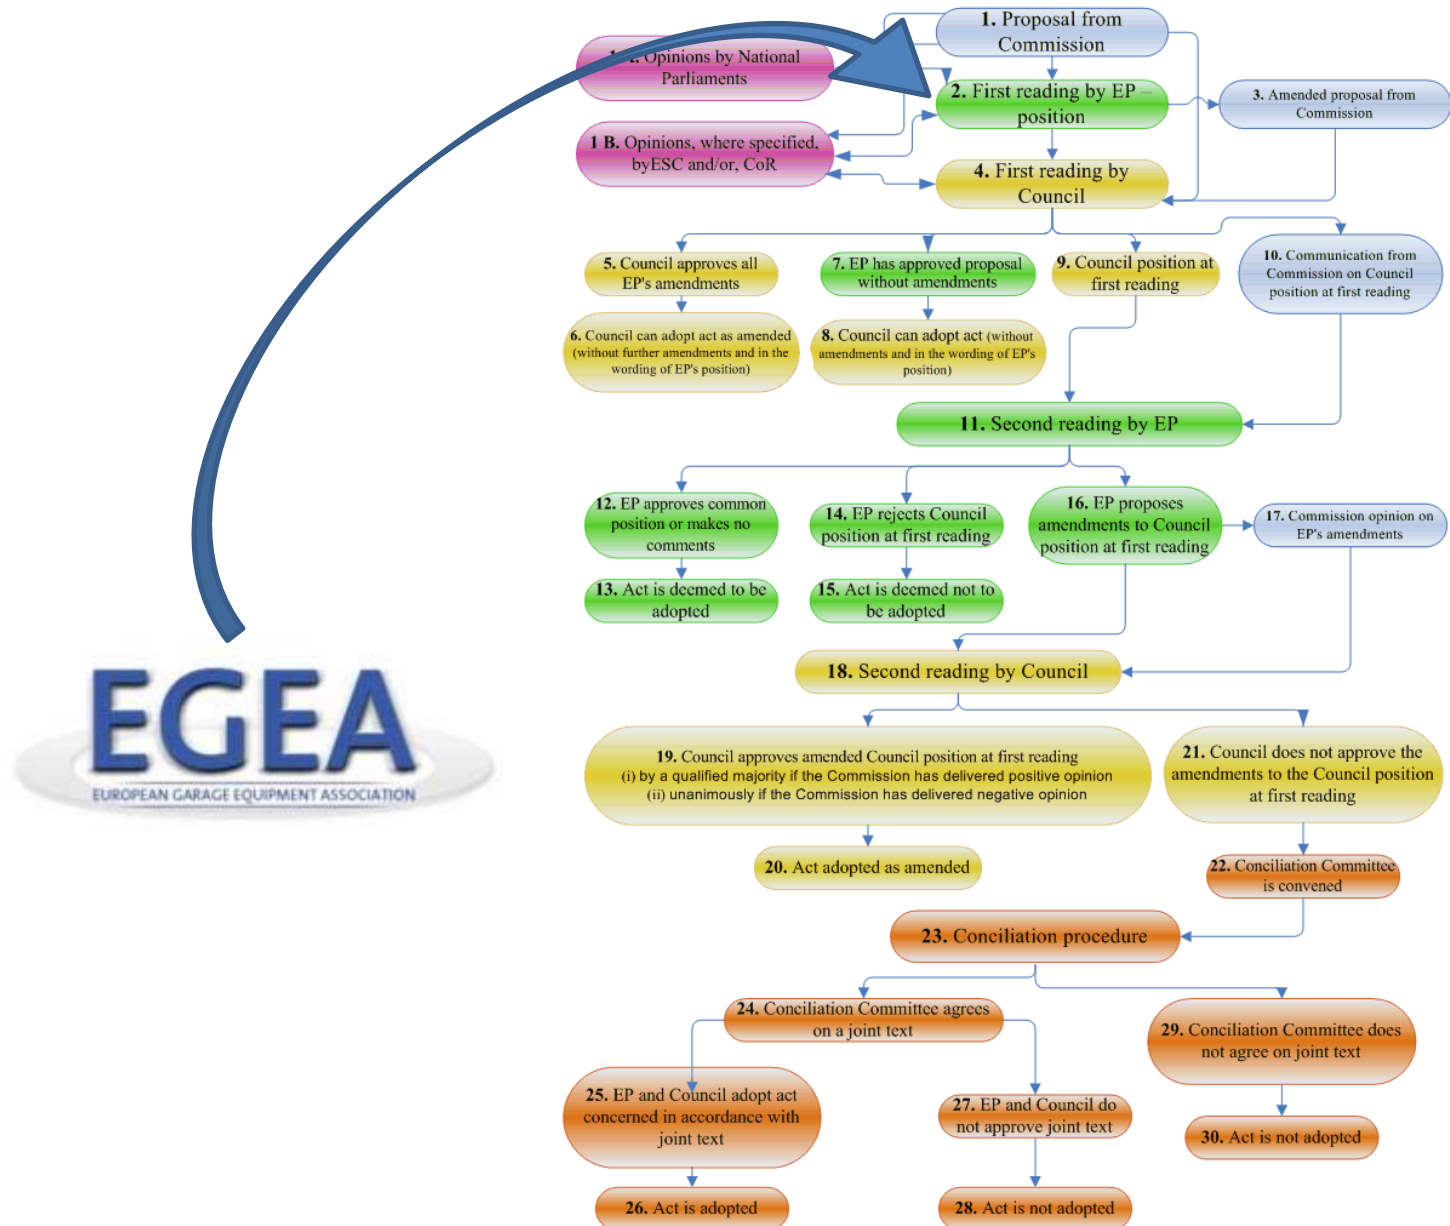 1. Proposal from
Commission
Opinions by National
Parliaments
2. First reading by EP –
position
3. Amended proposal from
Commission
1 B. Opinions, where specified,
byESC and/or, CoR
4. First reading by
Council
5. Council approves all
EP's amendments
7. EP has approved proposal
without amendments
9. Council position at
first reading
10. Communication from
Commission on Council
position at first reading
6. Council can adopt act as amended
(without further amendments and in the
wording of EP's position)
8. Council can adopt act (without
amendments and in the wording of EP's
position)
11. Second reading by EP
12. EP approves common
position or makes no
comments
14. EP rejects Council
position at first reading
16. EP proposes
amendments to Council
position at first reading
17. Commission opinion on
EP's amendments
13. Act is deemed to be
adopted
15. Act is deemed not to
be adopted
18. Second reading by Council
EGEA
EUROPEAN GARAGE EQUIPMENT ASSOCIATION
19. Council approves amended Council position at first reading
(i) by a qualified majority if the Commission has delivered positive opinion
(ii) unanimously if the Commission has delivered negative opinion
21. Council does not approve the
amendments to the Council position
at first reading
20. Act adopted as amended
22. Conciliation Committee
is convened
23. Conciliation procedure
24. Conciliation Committee agrees
on a joint text
29. Conciliation Committee does
not agree on joint text
25. EP and Council adopt act
concerned in accordance with
joint text
27. EP and Council do
not approve joint text
30. Act is not adopted
26. Act is adopted
28. Act is not adopted